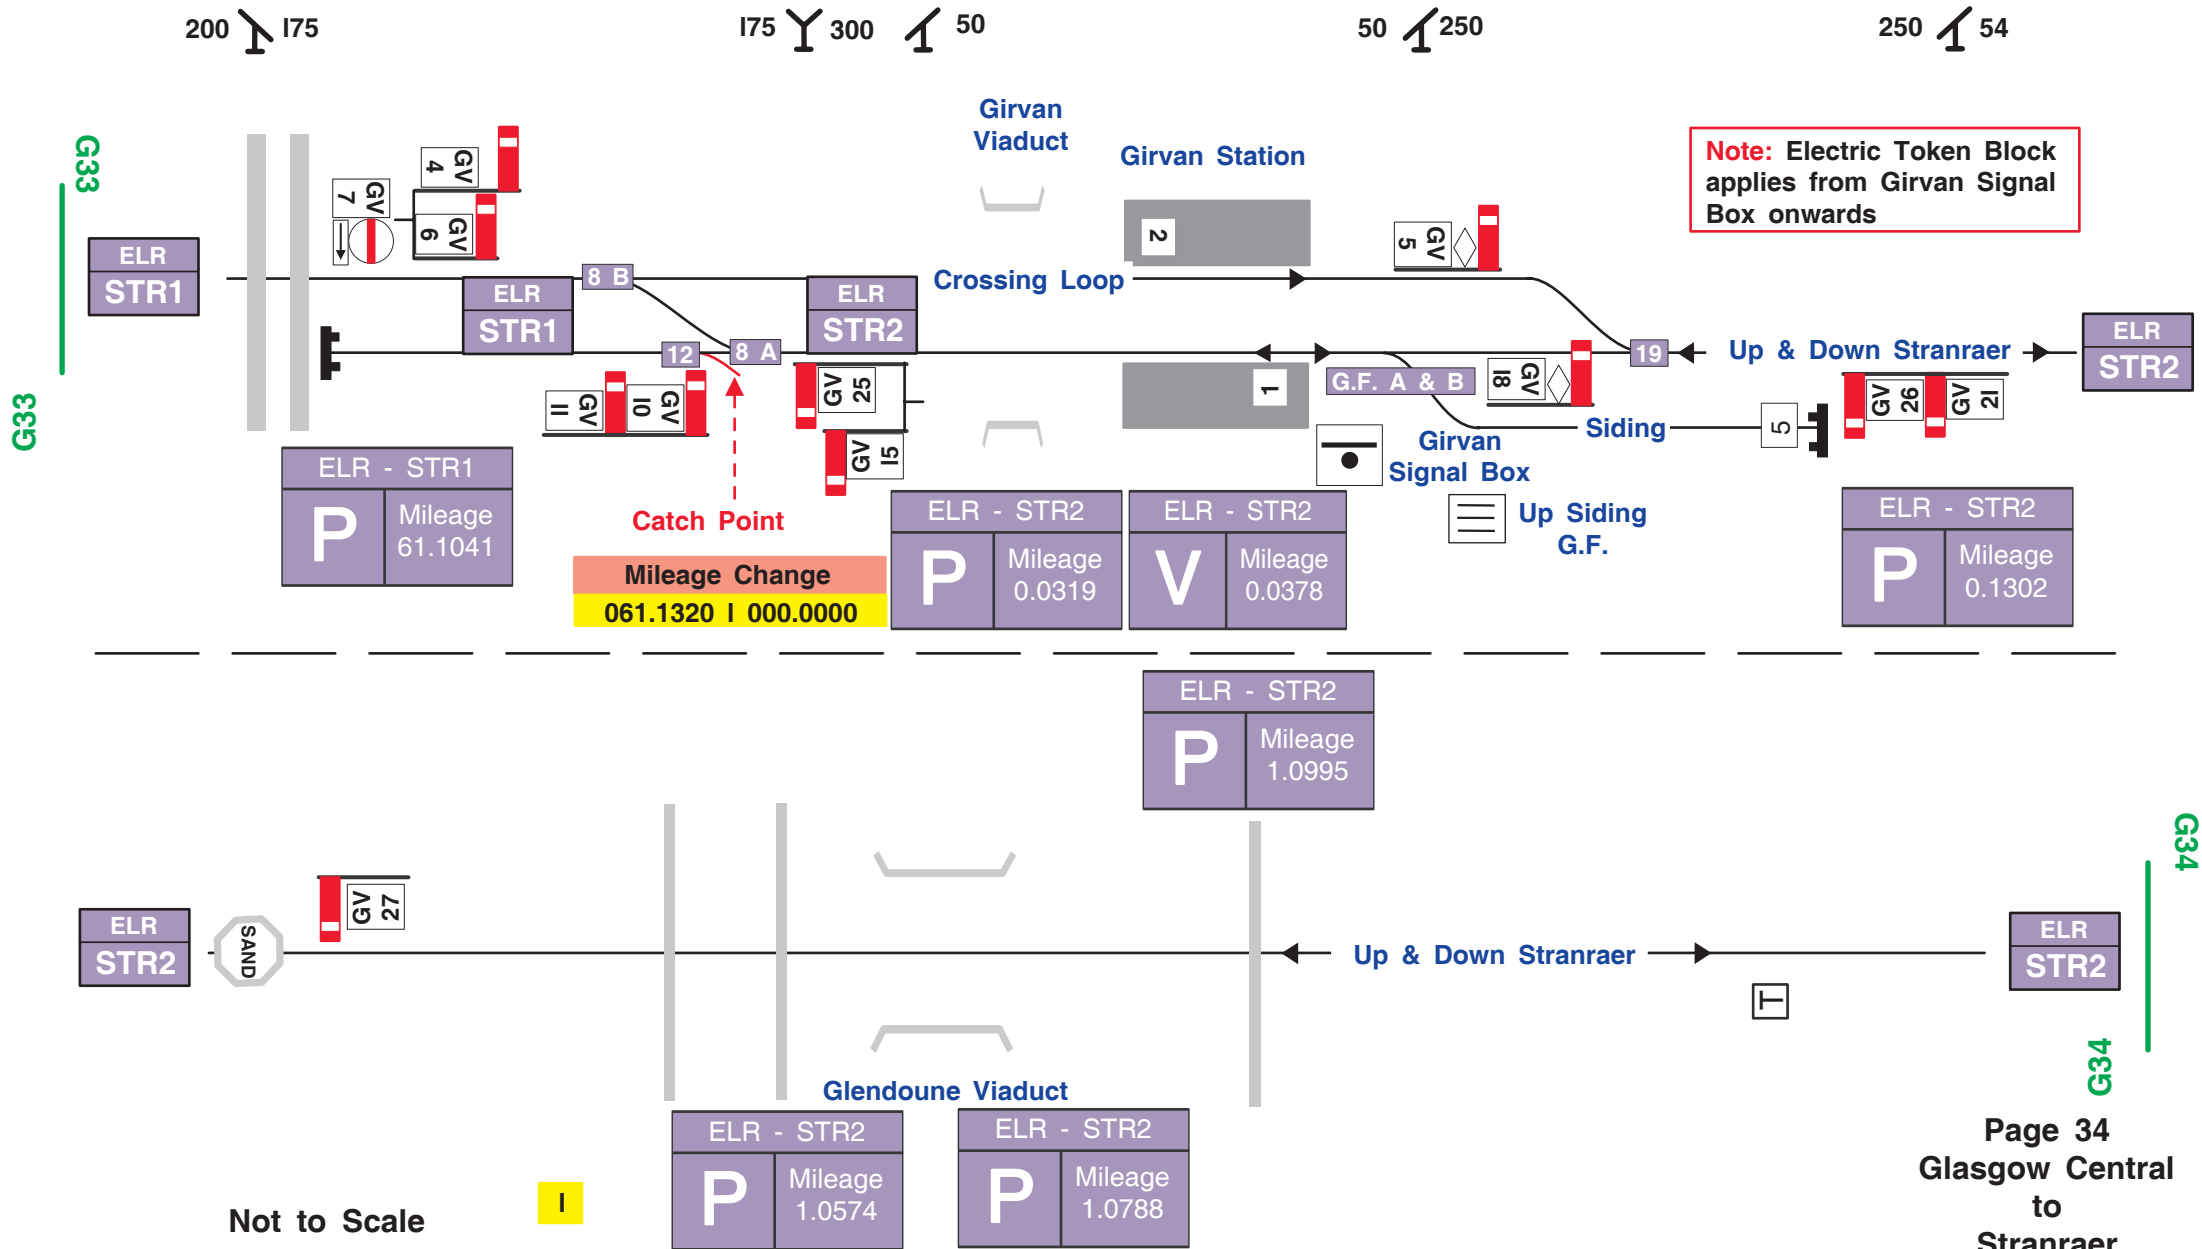 200 I75
I75 300
50
50 250
250 54
G33
G33
ELR
STR1
GV
7
GV
4
GV
6
ELR
STR1
8 B
12
8 A
GV
II
GV
I0
Catch Point
ELR
STR2
GV
25
GV
I5
Girvan
Viaduct
Girvan Station
2
Crossing Loop
1
GV
5
G.F. A & B
GV
I8
19
Up & Down Stranraer
ELR
STR2
Note: Electric Token Block
applies from Girvan Signal
Box onwards
Siding
5
GV
26
GV
2I
Girvan
Signal Box
Up Siding
G.F.
ELR - STR1
P
Mileage
61.1041
Mileage Change
061.1320 I 000.0000
ELR - STR2
P
Mileage
0.0319
ELR - STR2
V
Mileage
0.0378
ELR - STR2
P
Mileage
0.1302
ELR - STR2
P
Mileage
1.0995
ELR
STR2
SAND
GV
27
Up & Down Stranraer
T
ELR
STR2
G34
G34
Glendoune Viaduct
ELR - STR2
P
Mileage
1.0574
ELR - STR2
P
Mileage
1.0788
Not to Scale
I
Page 34
Glasgow Central
to
Stranraer